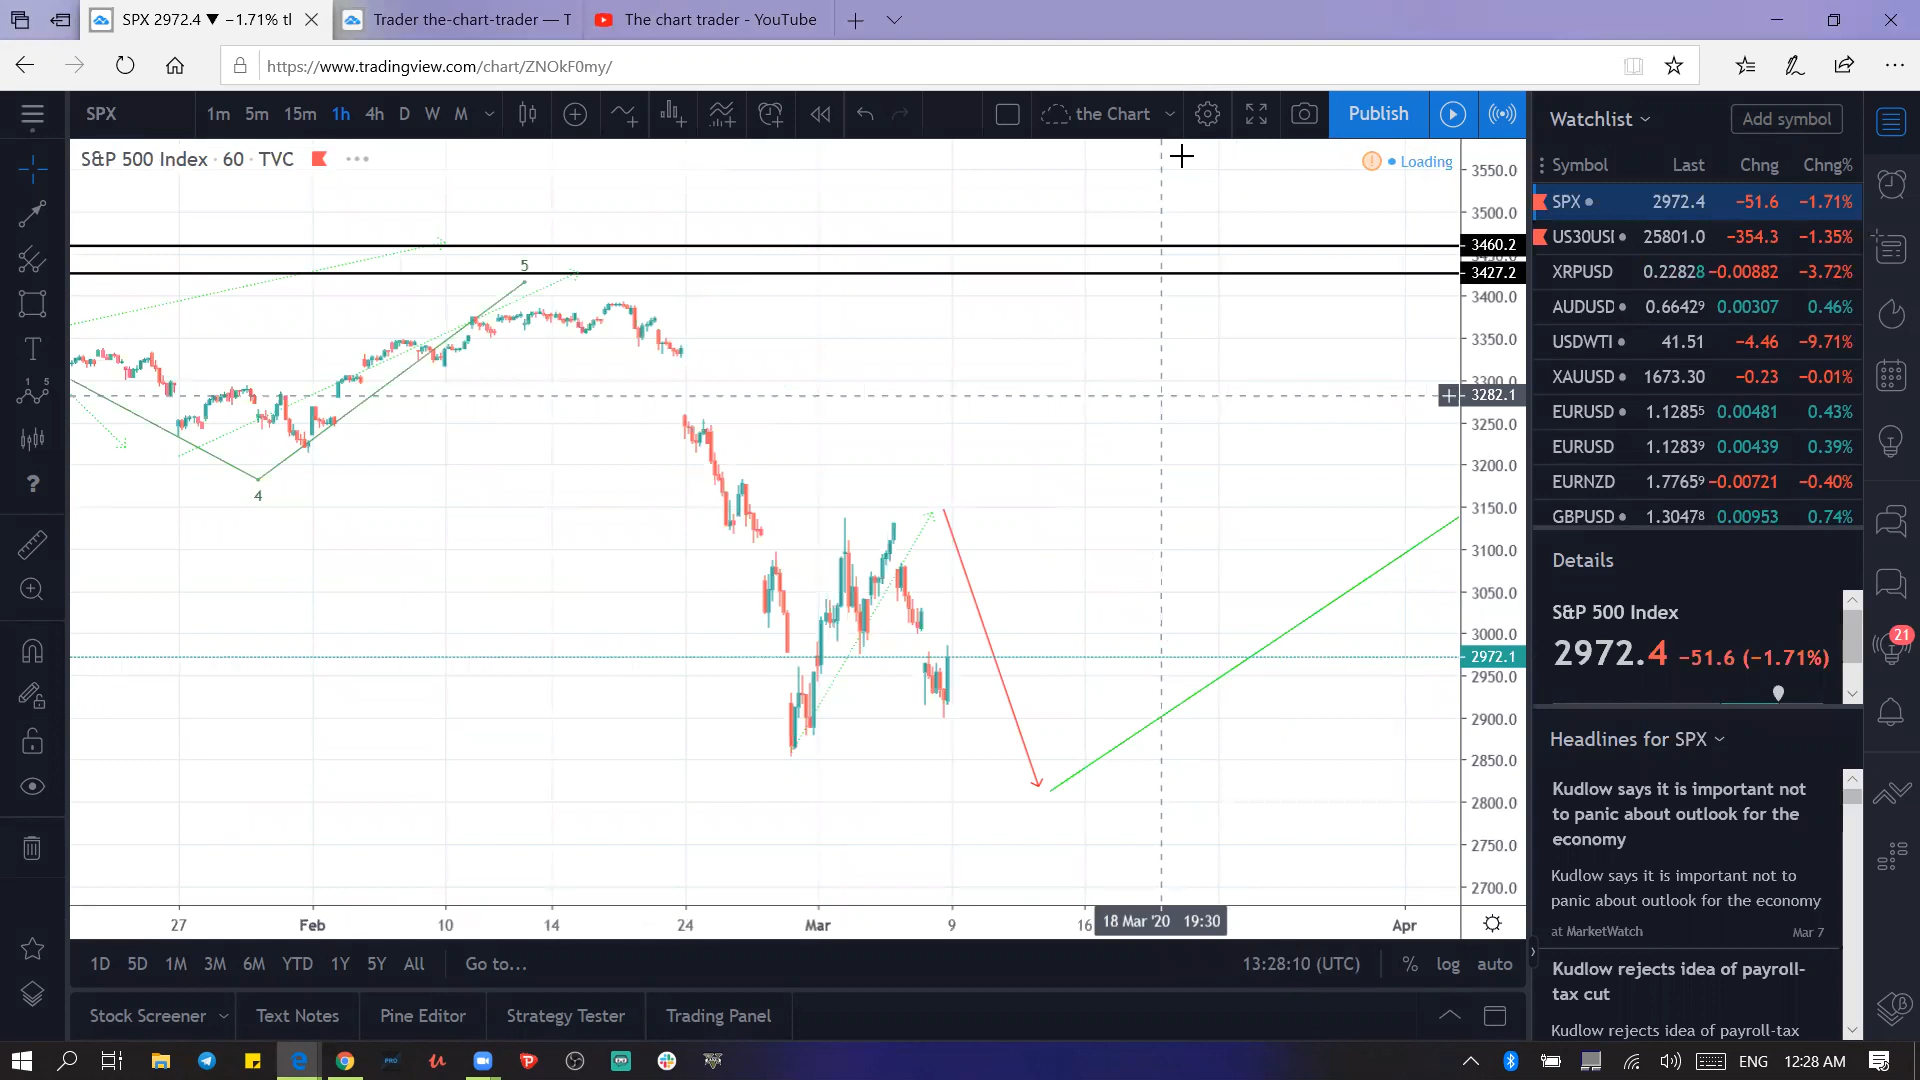 SPX 2972.4 ▼ −1.71% tl
Trader the-chart-trader — T
The chart trader - YouTube
https://www.tradingview.com/chart/ZNOkF0my/
SPX
1m 5m 15m 1h 4h D W M
the Chart
Publish
S&P 500 Index · 60 · TVC
Loading
5
4
3550.0
3500.0
3460.2
3427.2
3400.0
3350.0
3300.0
3282.1
3250.0
3200.0
3150.0
3100.0
3050.0
3000.0
2972.1
2950.0
2900.0
2850.0
2800.0
2750.0
2700.0
27 Feb 10 14 24 Mar 9 16 18 Mar '20 19:30 Apr
1D 5D 1M 3M 6M YTD 1Y 5Y All Go to...
13:28:10 (UTC) % log auto
Stock Screener Text Notes Pine Editor Strategy Tester Trading Panel
Watchlist Add symbol
Symbol Last Chng Chng%
SPX 2972.4 −51.6 −1.71%
US30USI 25801.0 −354.3 −1.35%
XRPUSD 0.22828 −0.00882 −3.72%
AUDUSD 0.66429 0.00307 0.46%
USDWTI 41.51 −4.46 −9.71%
XAUUSD 1673.30 −0.23 −0.01%
EURUSD 1.12855 0.00481 0.43%
EURUSD 1.12839 0.00439 0.39%
EURNZD 1.77659 −0.00721 −0.40%
GBPUSD 1.30478 0.00953 0.74%
Details
S&P 500 Index
2972.4 −51.6 (−1.71%)
21
Headlines for SPX
Kudlow says it is important not
to panic about outlook for the
economy
Kudlow says it is important not to
panic about outlook for the economy
at MarketWatch Mar 7
Kudlow rejects idea of payroll-
tax cut
Kudlow rejects idea of payroll-tax
ENG 12:28 AM